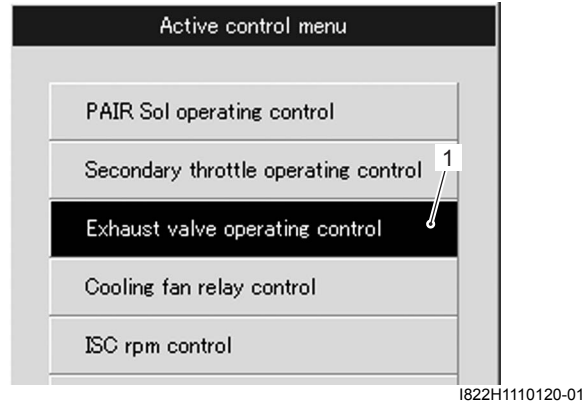 Active control menu
PAIR Sol operating control
Secondary throttle operating control
1
Exhaust valve operating control
Cooling fan relay control
ISC rpm control
I822H1110120-01